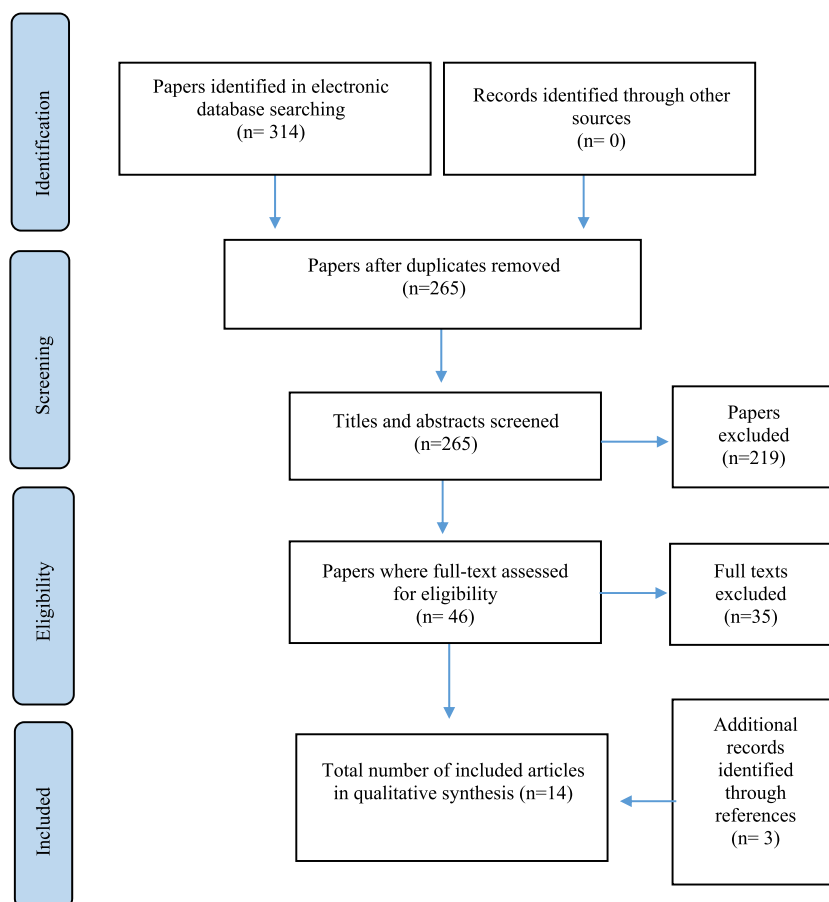 Identification
Papers identified in electronic
database searching
(n= 314)
Records identified through other
sources
(n= 0)
Papers after duplicates removed
(n=265)
Screening
Titles and abstracts screened
(n=265)
Papers
excluded
(n=219)
Eligibility
Papers where full-text assessed
for eligibility
(n= 46)
Full texts
excluded
(n=35)
Included
Total number of included articles
in qualitative synthesis (n=14)
Additional
records
identified
through
references
(n= 3)